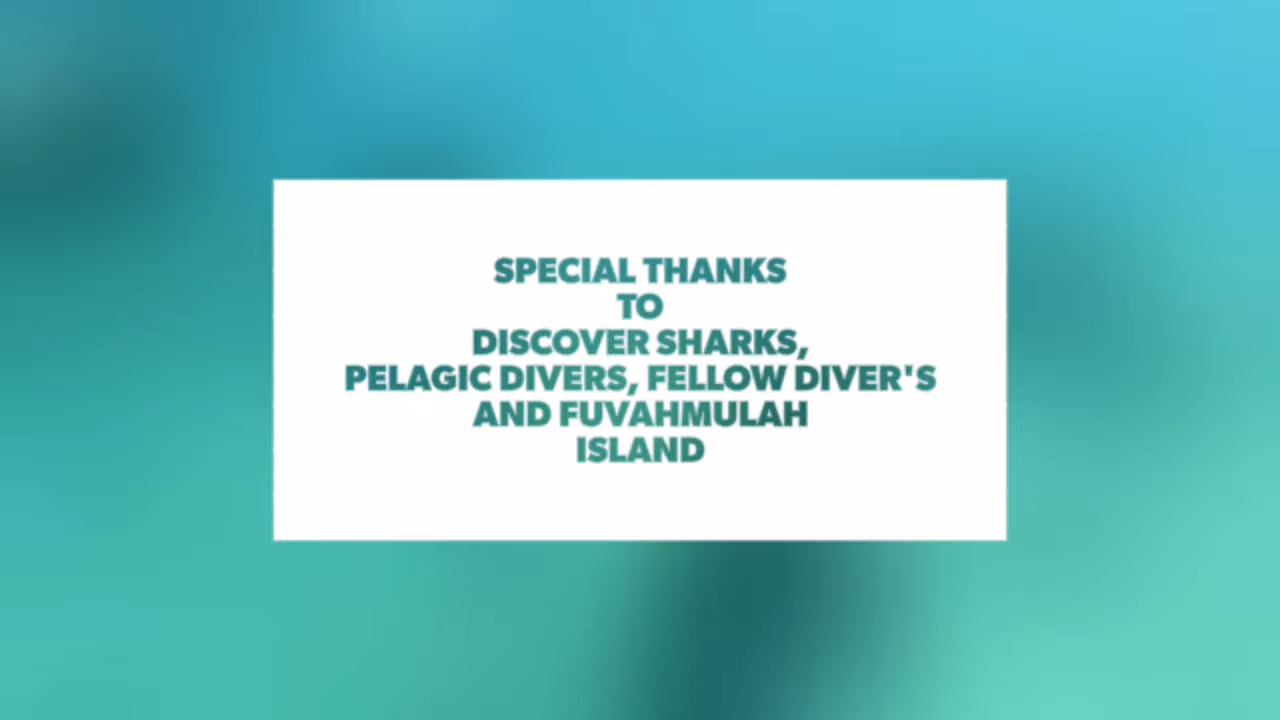 SPECIAL THANKS
TO
DISCOVER SHARKS,
PELAGIC DIVERS, FELLOW DIVER'S
AND FUVAHMULAH
ISLAND